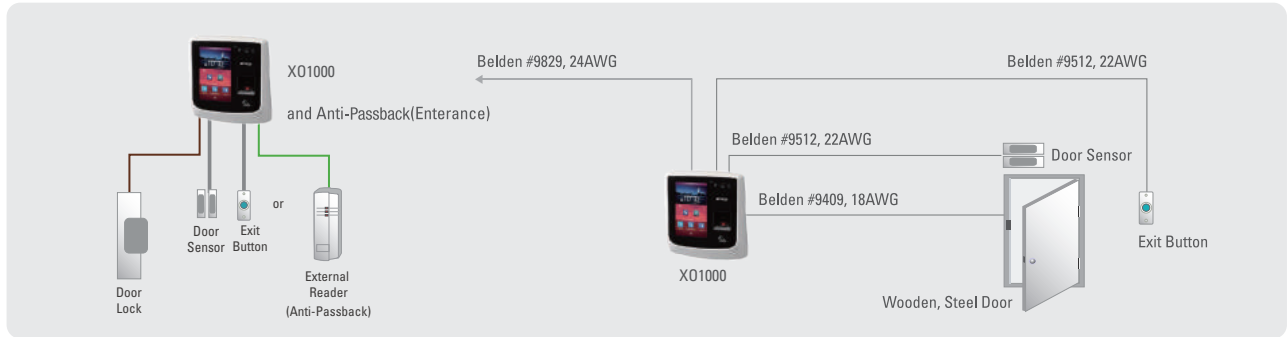 XO1000
and Anti-Passback(Enterance)
Door
Sensor
Exit
Button
or
Door
Lock
External
Reader
(Anti-Passback)
Belden #9829, 24AWG
Belden #9512, 22AWG
Belden #9512, 22AWG
Door Sensor
Belden #9409, 18AWG
XO1000
Exit Button
Wooden, Steel Door